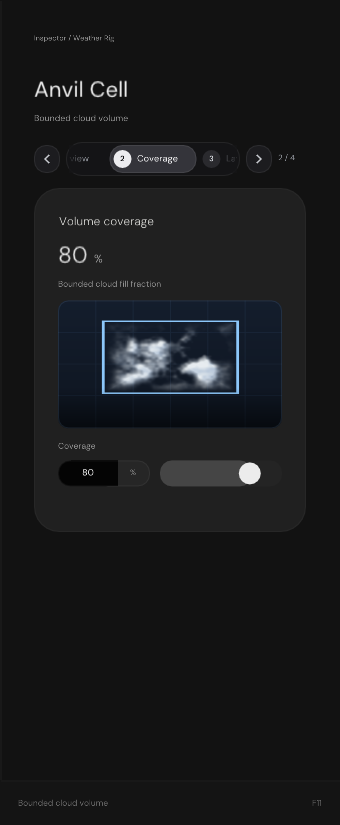 Inspector / Weather Rig
Anvil Cell
Bounded cloud volume
2 Coverage 3 2 / 4
Volume coverage
80 %
Bounded cloud fill fraction
Coverage
80 %
Bounded cloud volume F11